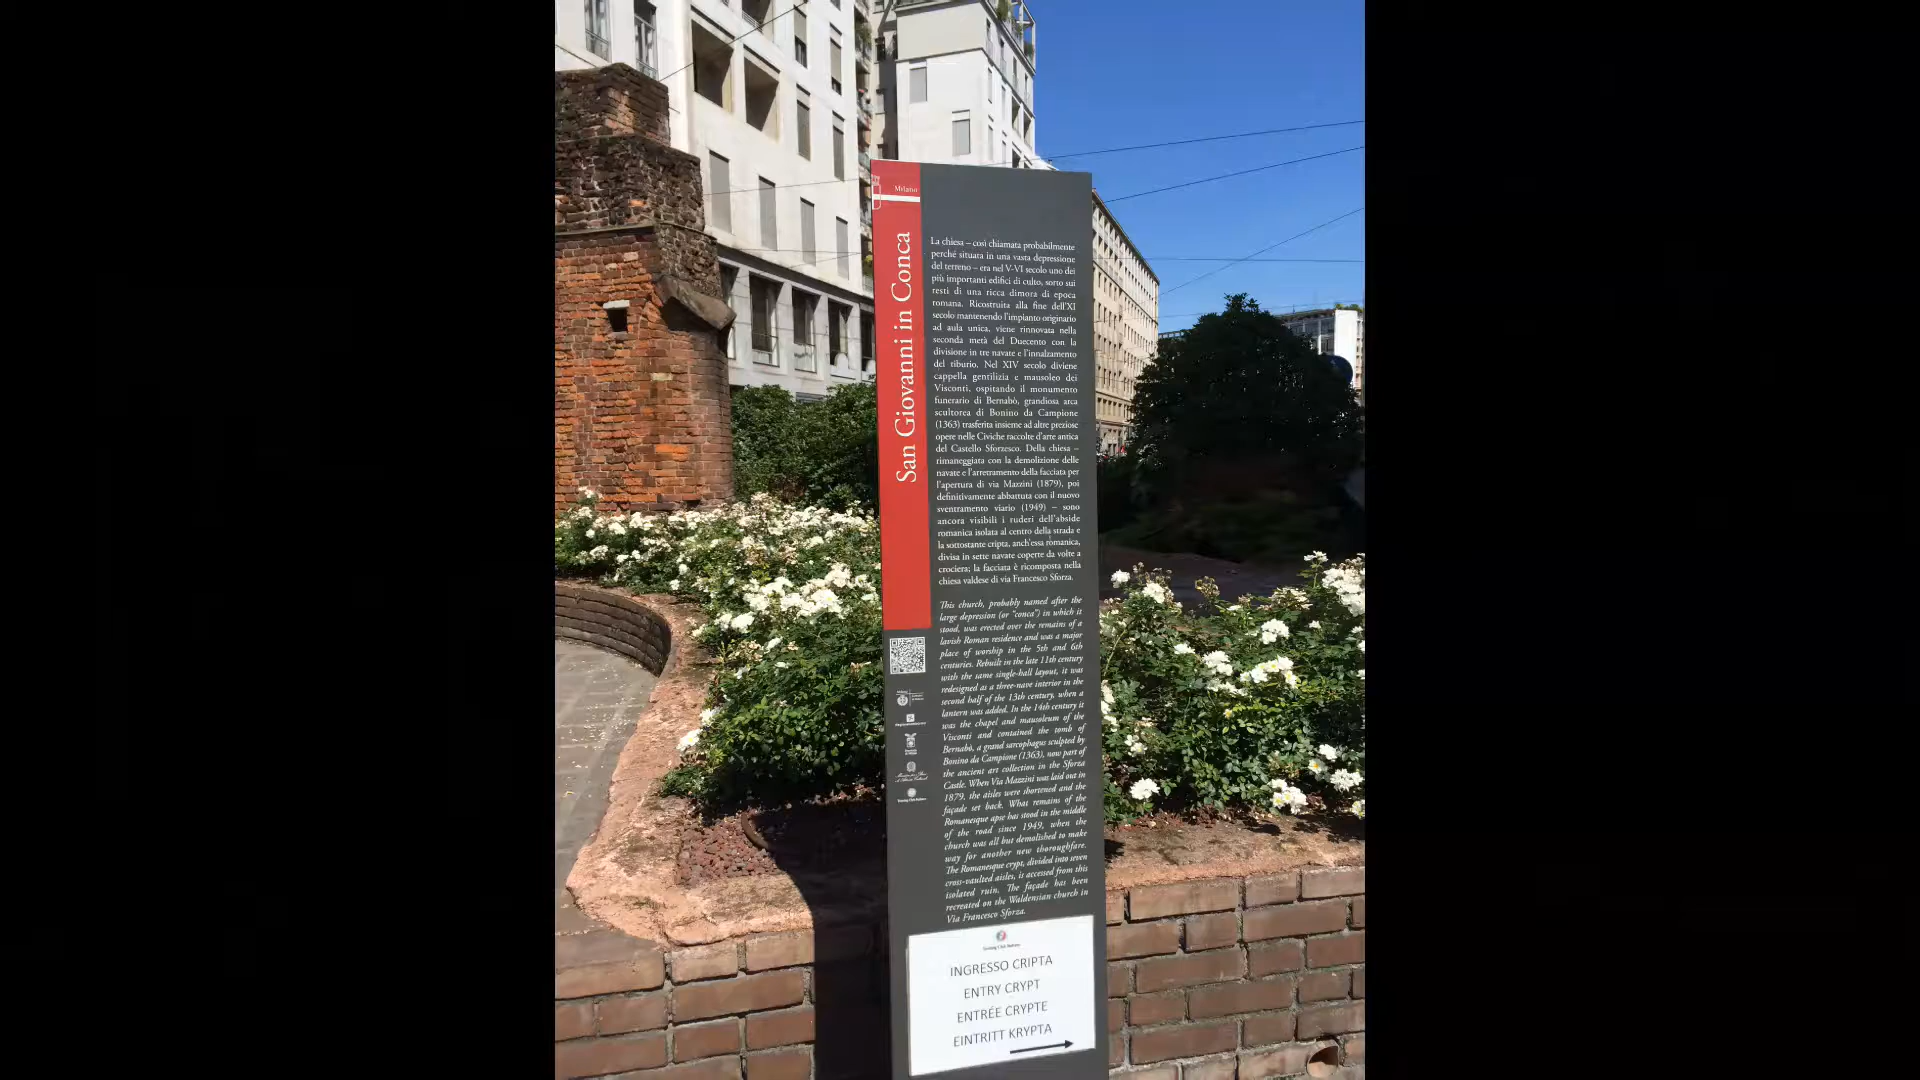 Milano
San Giovanni in Conca
La chiesa – così chiamata probabilmente
perché situata in una vasta depressione
del terreno – era nel V-VI secolo uno dei
più importanti edifici di culto, sorto sui
resti di una ricca dimora di epoca
romana. Ricostruita alla fine dell'XI
secolo mantenendo l'impianto originario
ad aula unica, viene rinnovata nella
seconda metà del Duecento con la
divisione in tre navate e l'innalzamento
del tiburio. Nel XIV secolo diviene
cappella gentilizia e mausoleo dei
Visconti, ospitando il monumento
funerario di Bernabò, grandiosa arca
scultorea di Bonino da Campione
(1363) trasferita insieme ad altre preziose
opere nelle Civiche raccolte d'arte antica
del Castello Sforzesco. Della chiesa –
rimaneggiata con la demolizione delle
navate e l'arretramento della facciata per
l'apertura di via Mazzini (1879), poi
definitivamente abbattuta con il nuovo
sventramento viario (1949) – sono
ancora visibili i ruderi dell'abside
romanica isolata al centro della strada e
la sottostante cripta, anch'essa romanica,
divisa in sette navate coperte da volte a
crociera; la facciata è ricomposta nella
chiesa valdese di via Francesco Sforza.
This church, probably named after the
large depression (or "conca") in which it
stood, was erected over the remains of a
lavish Roman residence and was a major
place of worship in the 5th and 6th
centuries. Rebuilt in the late 11th century
with the same single-hall layout, it was
redesigned as a three-nave interior in the
second half of the 13th century, when a
lantern was added. In the 14th century it
was the chapel and mausoleum of the
Visconti and contained the tomb of
Bernabò, a grand sarcophagus sculpted by
Bonino da Campione (1363), now part of
the ancient art collection in the Sforza
Castle. When Via Mazzini was laid out in
1879, the aisles were shortened and the
façade set back. What remains of the
Romanesque apse has stood in the middle
of the road since 1949, when the
church was all but demolished to make
way for another new thoroughfare.
The Romanesque crypt, divided into seven
cross-vaulted aisles, is accessed from this
isolated ruin. The façade has been
recreated on the Waldensian church in
Via Francesco Sforza.
Touring Club Italiano
INGRESSO CRIPTA
ENTRY CRYPT
ENTRÉE CRYPTE
EINTRITT KRYPTA